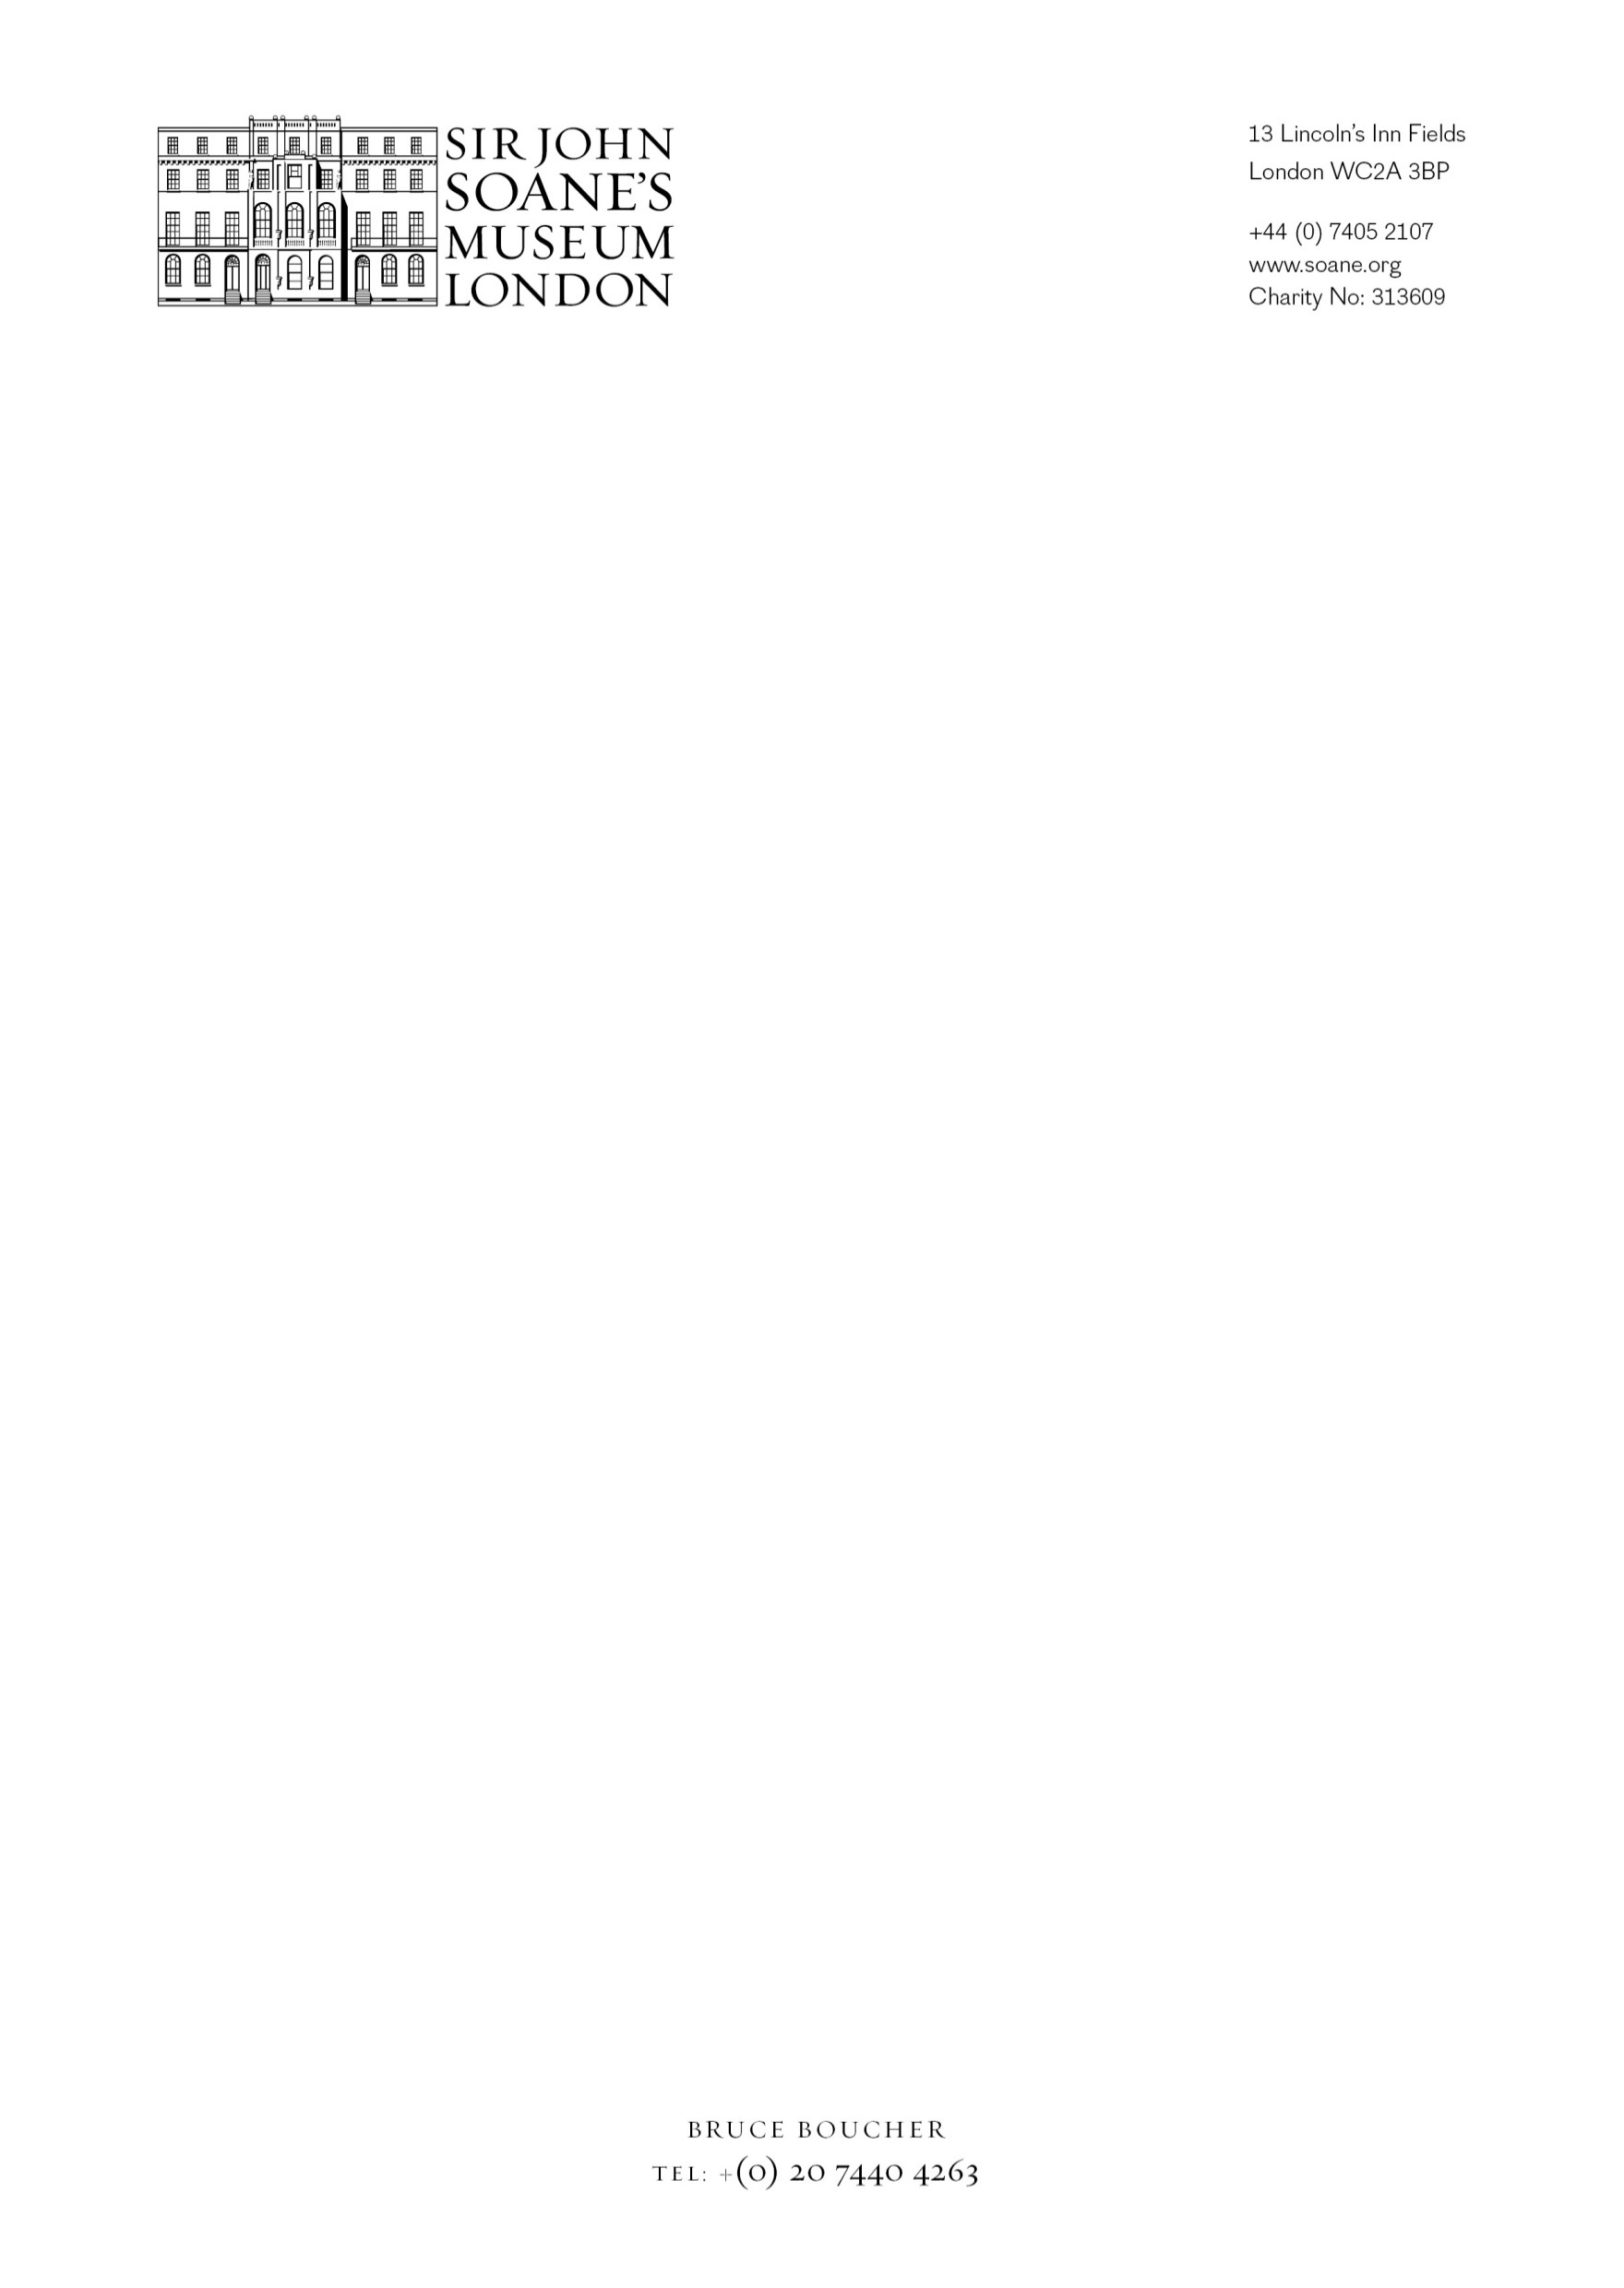 SIR JOHN
SOANE’S
MUSEUM
LONDON
13 Lincoln’s Inn Fields
London WC2A 3BP
+44 (0) 7405 2107
www.soane.org
Charity No: 313609
BRUCE BOUCHER
TEL: +(0) 20 7440 4263